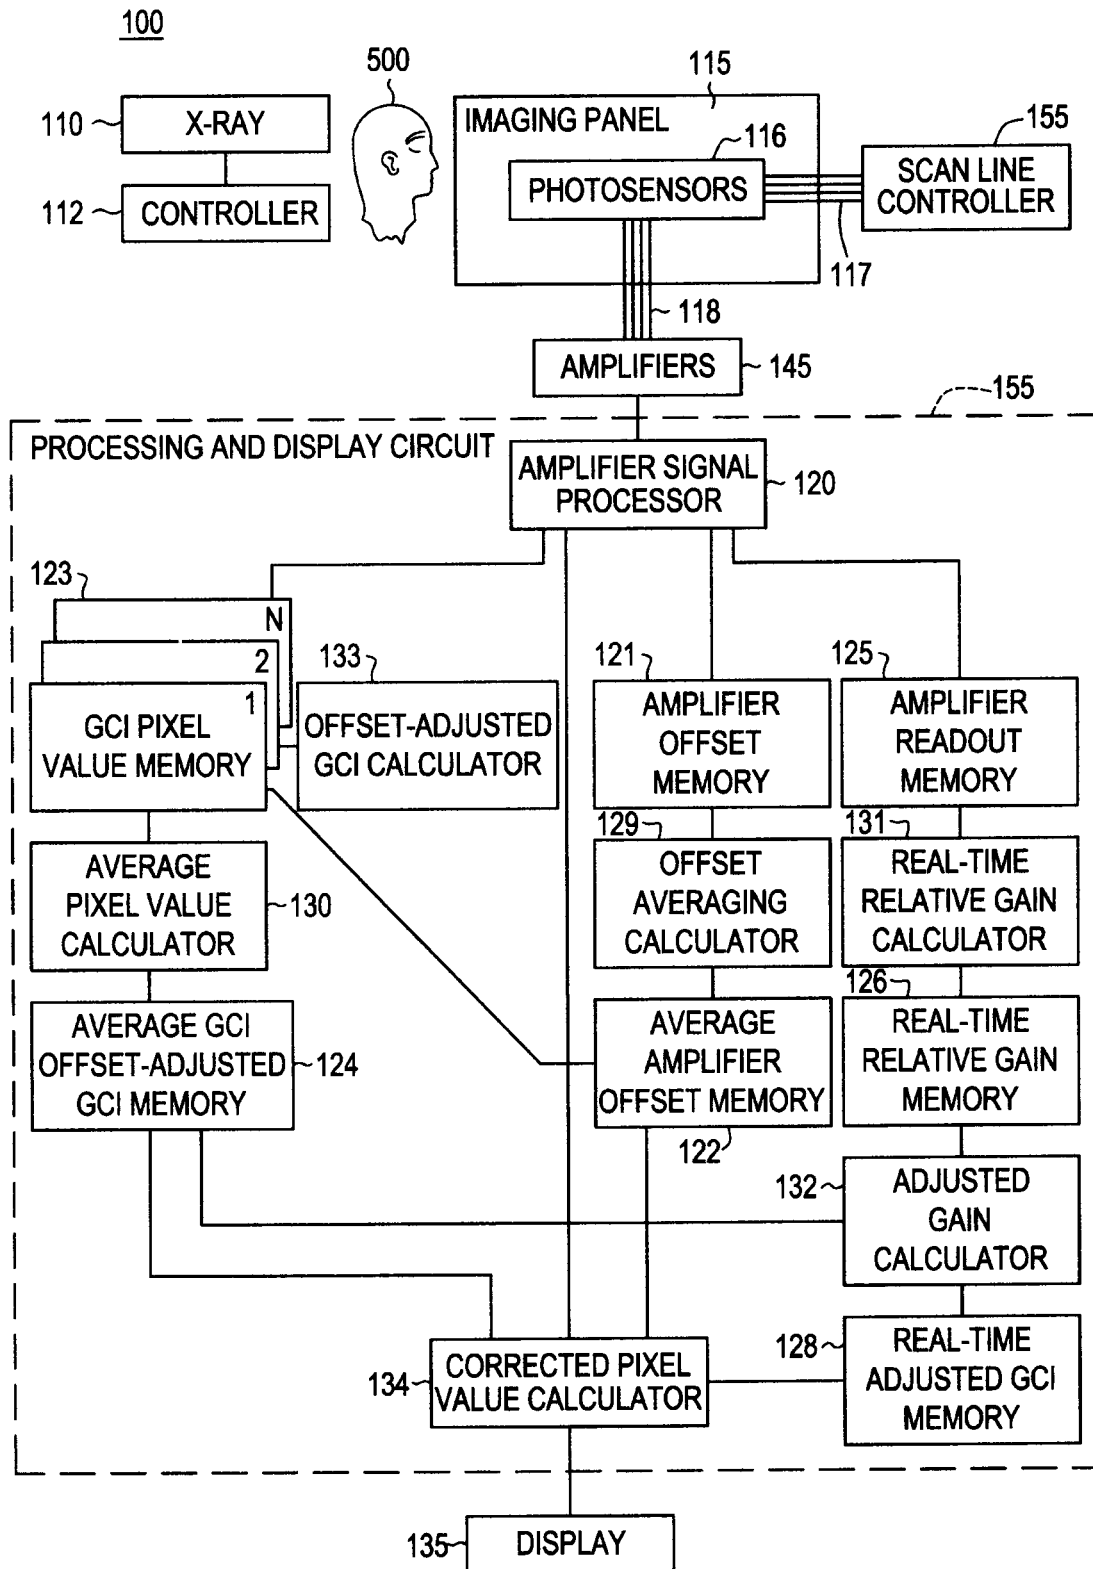 100
500
115
110
X-RAY
IMAGING PANEL
116
155
PHOTOSENSORS
SCAN LINE
CONTROLLER
112
CONTROLLER
117
118
AMPLIFIERS
145
155
PROCESSING AND DISPLAY CIRCUIT
AMPLIFIER SIGNAL
PROCESSOR
120
123
N
2
1
GCI PIXEL
VALUE MEMORY
133
OFFSET-ADJUSTED
GCI CALCULATOR
121
AMPLIFIER
OFFSET
MEMORY
125
AMPLIFIER
READOUT
MEMORY
AVERAGE
PIXEL VALUE
CALCULATOR
130
129
OFFSET
AVERAGING
CALCULATOR
131
REAL-TIME
RELATIVE GAIN
CALCULATOR
AVERAGE GCI
OFFSET-ADJUSTED
GCI MEMORY
124
AVERAGE
AMPLIFIER
OFFSET MEMORY
122
126
REAL-TIME
RELATIVE GAIN
MEMORY
132
ADJUSTED
GAIN
CALCULATOR
134
CORRECTED PIXEL
VALUE CALCULATOR
128
REAL-TIME
ADJUSTED GCI
MEMORY
135
DISPLAY